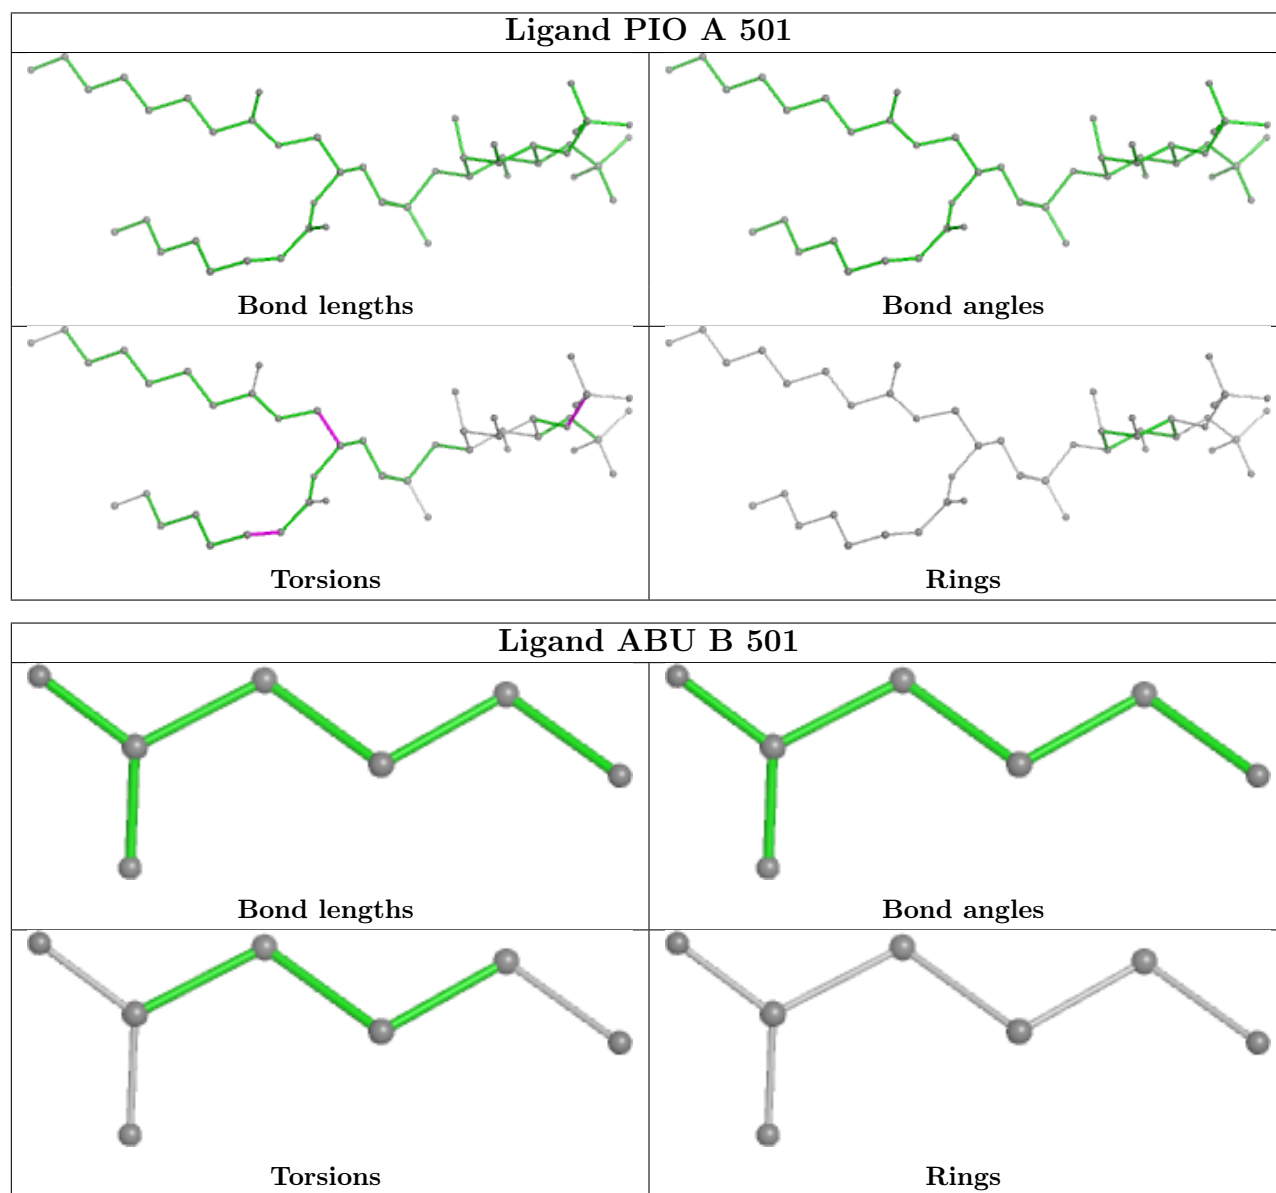 Ligand PIO A 501
Bond lengths
Bond angles
Torsions
Rings
Ligand ABU B 501
Bond lengths
Bond angles
Torsions
Rings